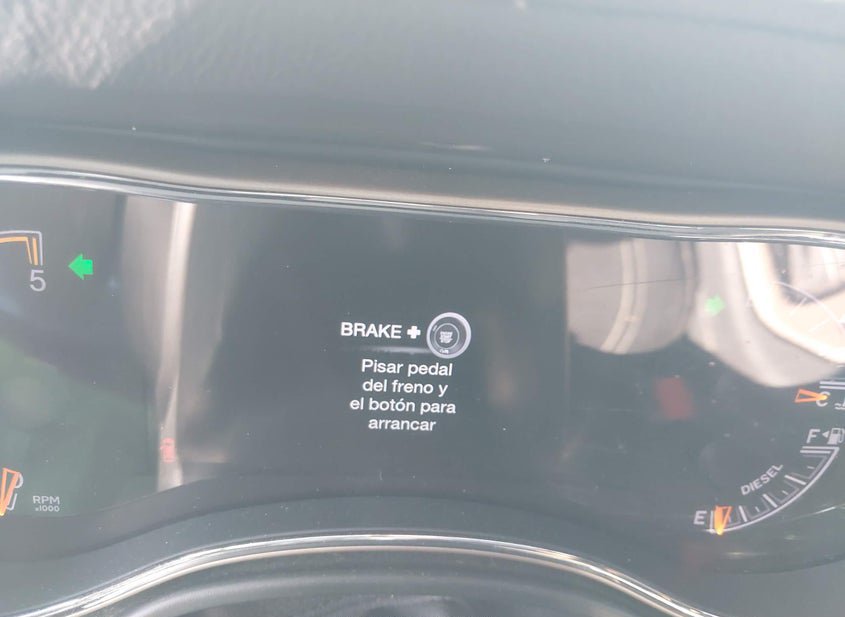 5
BRAKE +
Pisar pedal
del freno y
el botón para
arrancar
C
F
DIESEL
E
RPM
x1000